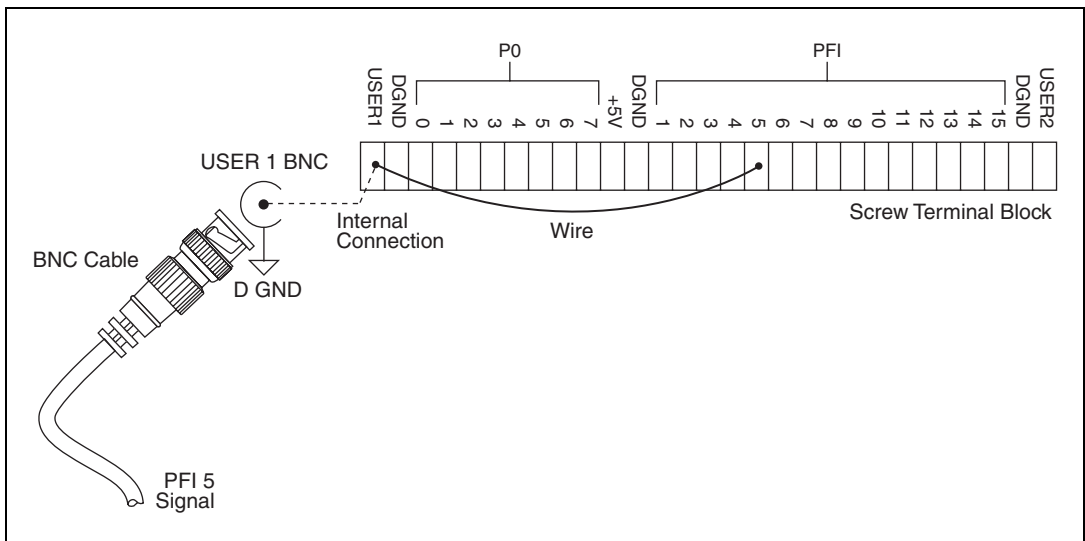 P0
PFI
USER1
DGND
0
1
2
3
4
5
6
7
+5V
DGND
1
2
3
4
5
6
7
8
9
10
11
12
13
14
15
DGND
USER2
USER 1 BNC
Internal
Connection
Wire
Screw Terminal Block
BNC Cable
D GND
PFI 5
Signal